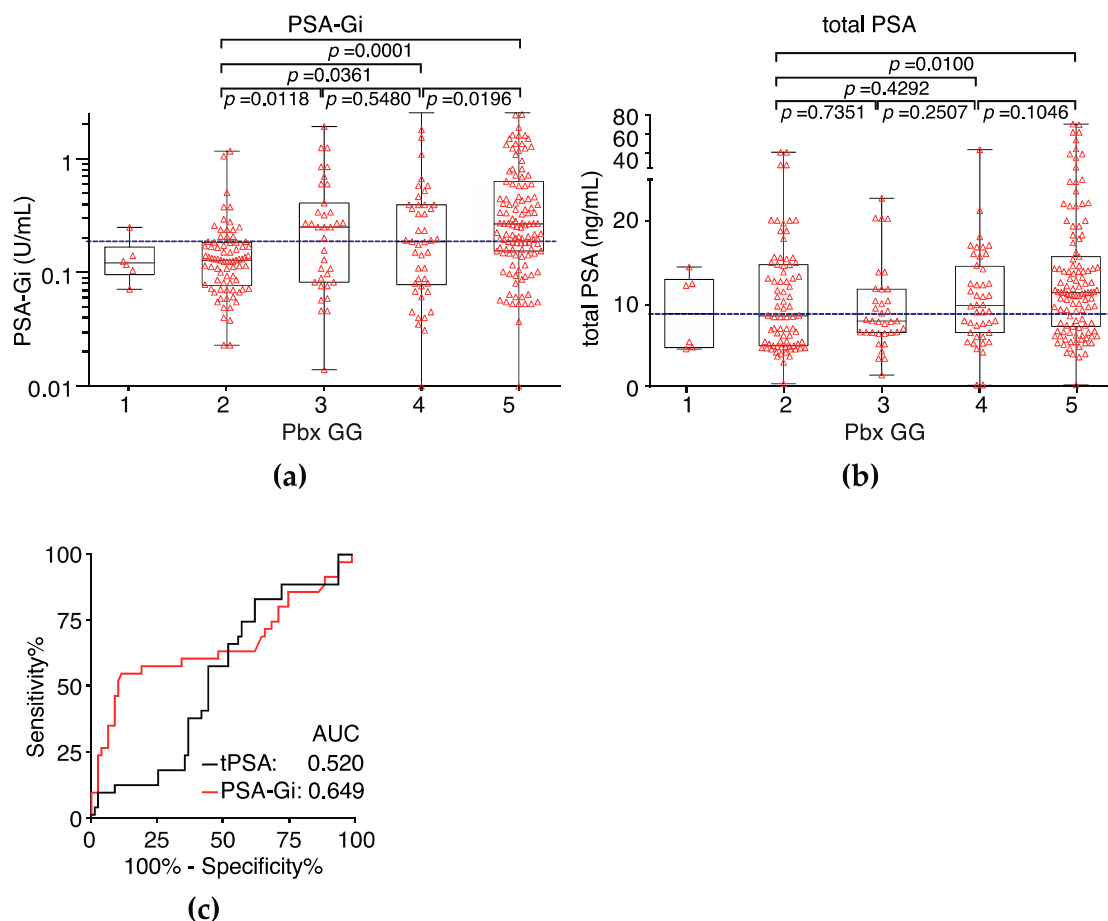 PSA-Gi
p =0.0001
p =0.0361
p =0.0118 p =0.5480 p =0.0196
1
0.1
0.01
PSA-Gi (U/mL)
1 2 3 4 5
Pbx GG
(a)
total PSA
p =0.0100
p =0.4292
p =0.7351 p =0.2507 p =0.1046
80
60
40
20
10
0
total PSA (ng/mL)
1 2 3 4 5
Pbx GG
(b)
100
75
50
25
0
Sensitivity%
AUC
tPSA: 0.520
PSA-Gi: 0.649
0 25 50 75 100
100% - Specificity%
(c)